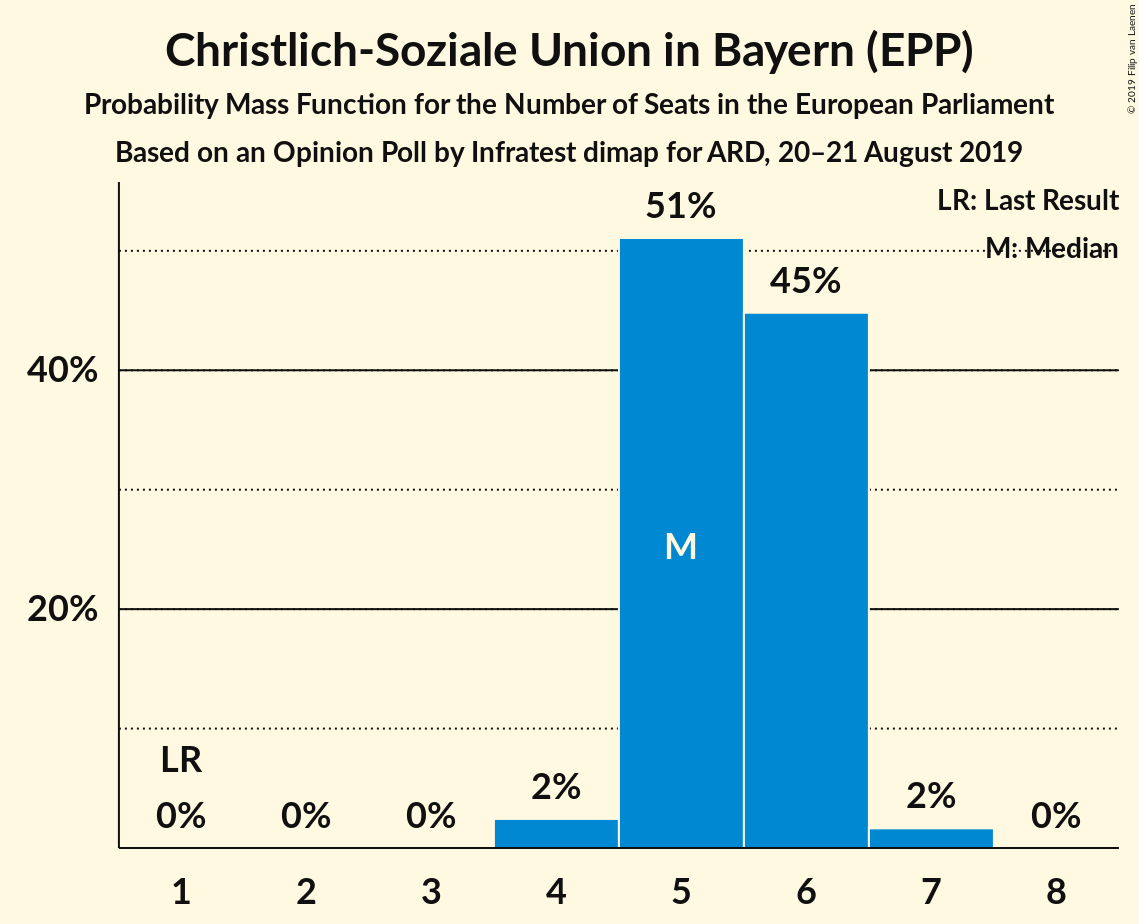 Christlich-Soziale Union in Bayern (EPP)
Probability Mass Function for the Number of Seats in the European Parliament
Based on an Opinion Poll by Infratest dimap for ARD, 20–21 August 2019
© 2019 Filip van Laenen
LR: Last Result
M: Median
51%
45%
40%
M
20%
LR
0%
0%
0%
2%
2%
0%
1 2 3 4 5 6 7 8